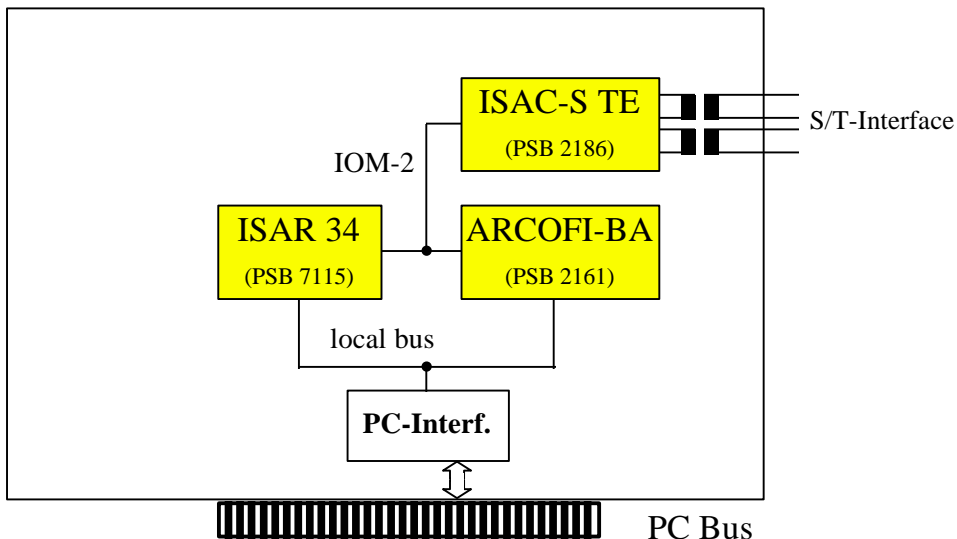 ISAC-S TE
(PSB 2186)
S/T-Interface
IOM-2
ISAR 34
(PSB 7115)
ARCOFI-BA
(PSB 2161)
local bus
PC-Interf.
PC Bus